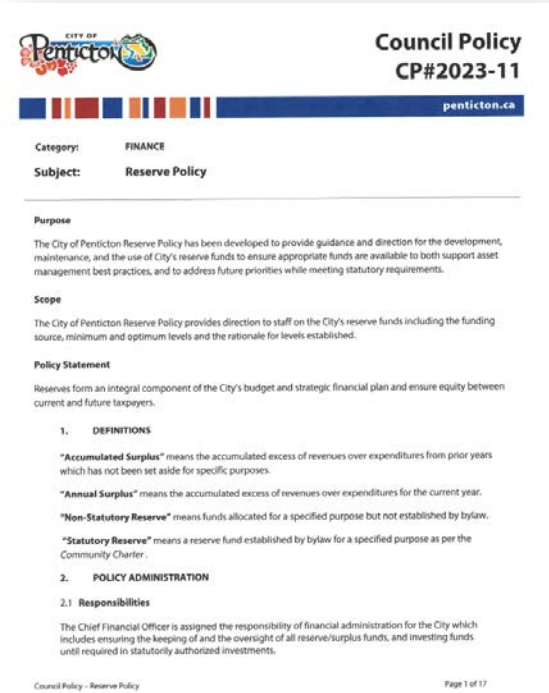 CITY OF
Penticton
Council Policy
CP#2023-11
penticton.ca
Category: FINANCE
Subject: Reserve Policy
Purpose
The City of Penticton Reserve Policy has been developed to provide guidance and direction for the development,
maintenance, and the use of City's reserve funds to ensure appropriate funds are available to both support asset
management best practices, and to address future priorities while meeting statutory requirements.
Scope
The City of Penticton Reserve Policy provides direction to staff on the City's reserve funds including the funding
source, minimum and optimum levels and the rationale for levels established.
Policy Statement
Reserves form an integral component of the City's budget and strategic financial plan and ensure equity between
current and future taxpayers.
1. DEFINITIONS
"Accumulated Surplus" means the accumulated excess of revenues over expenditures from prior years
which has not been set aside for specific purposes.
"Annual Surplus" means the accumulated excess of revenues over expenditures for the current year.
"Non-Statutory Reserve" means funds allocated for a specified purpose but not established by bylaw.
"Statutory Reserve" means a reserve fund established by bylaw for a specified purpose as per the
Community Charter.
2. POLICY ADMINISTRATION
2.1 Responsibilities
The Chief Financial Officer is assigned the responsibility of financial administration for the City which
includes ensuring the keeping of and the oversight of all reserve/surplus funds, and investing funds
until required in statutorily authorized investments.
Council Policy – Reserve Policy Page 1 of 17